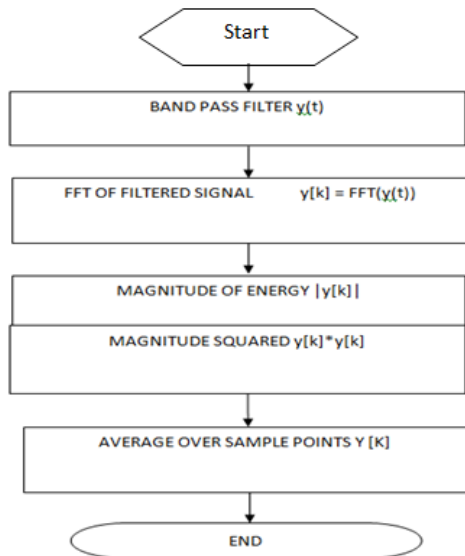 Start
BAND PASS FILTER y(t)
FFT OF FILTERED SIGNAL y[k] = FFT(y(t))
MAGNITUDE OF ENERGY |y[k]|
MAGNITUDE SQUARED y[k]*y[k]
AVERAGE OVER SAMPLE POINTS Y [K]
END